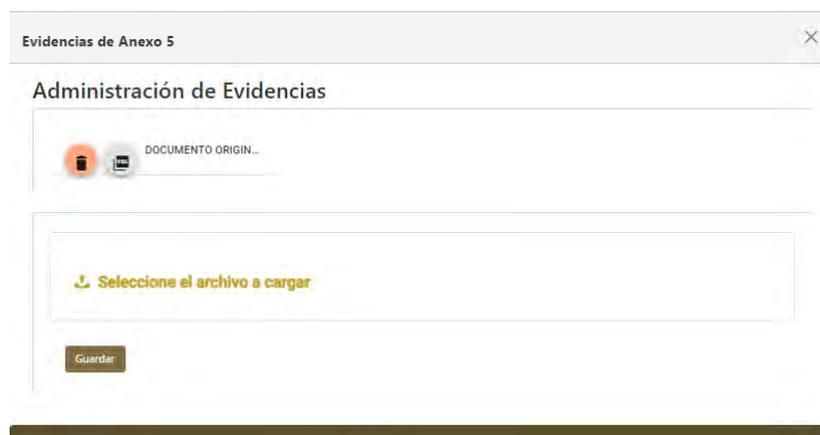 Evidencias de Anexo 5
Administración de Evidencias
DOCUMENTO ORIGIN...
Seleccione el archivo a cargar
Guardar